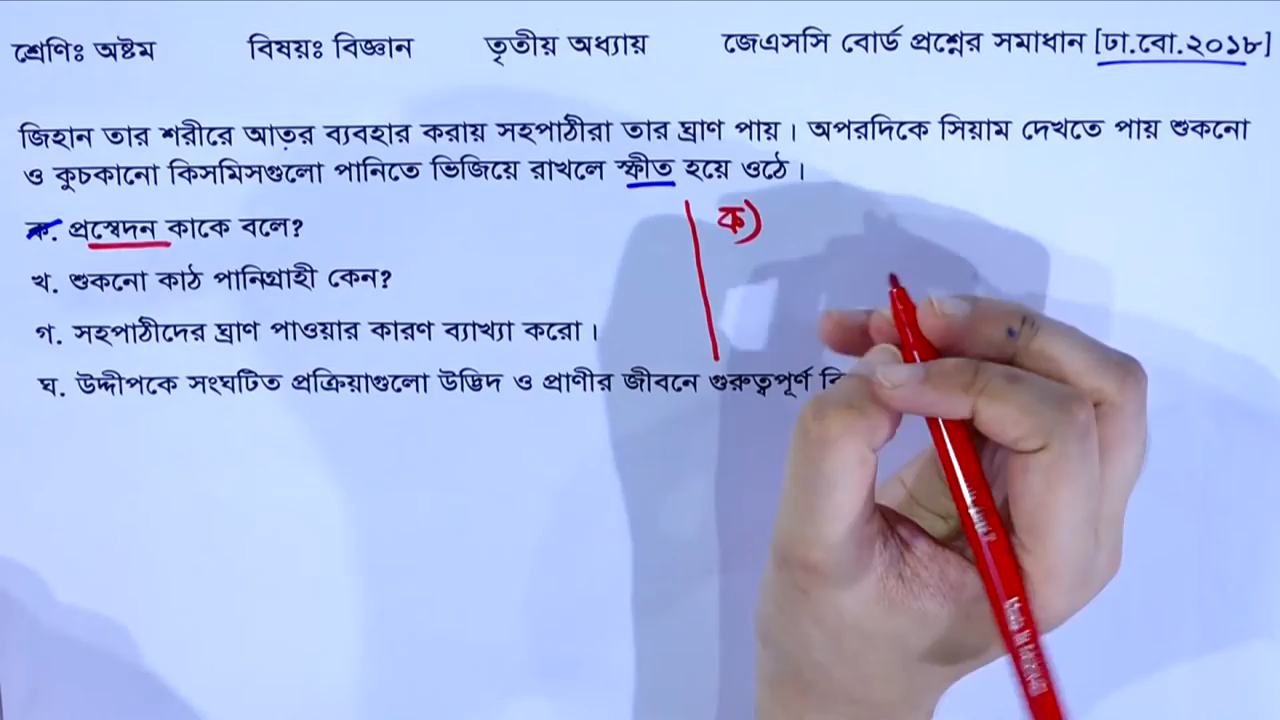 শ্রেণিঃ অষ্টম বিষয়ঃ বিজ্ঞান তৃতীয় অধ্যায় জেএসসি বোর্ড প্রশ্নের সমাধান [ঢা.বো.২০১৮]
জিহান তার শরীরে আতর ব্যবহার করায় সহপাঠীরা তার ঘ্রাণ পায়। অপরদিকে সিয়াম দেখতে পায় শুকনো
ও কুচকানো কিসমিসগুলো পানিতে ভিজিয়ে রাখলে স্ফীত হয়ে ওঠে।
ক. প্রস্বেদন কাকে বলে?
ক)
খ. শুকনো কাঠ পানিগ্রাহী কেন?
গ. সহপাঠীদের ঘ্রাণ পাওয়ার কারণ ব্যাখ্যা করো।
ঘ. উদ্দীপকে সংঘটিত প্রক্রিয়াগুলো উদ্ভিদ ও প্রাণীর জীবনে গুরুত্বপূর্ণ